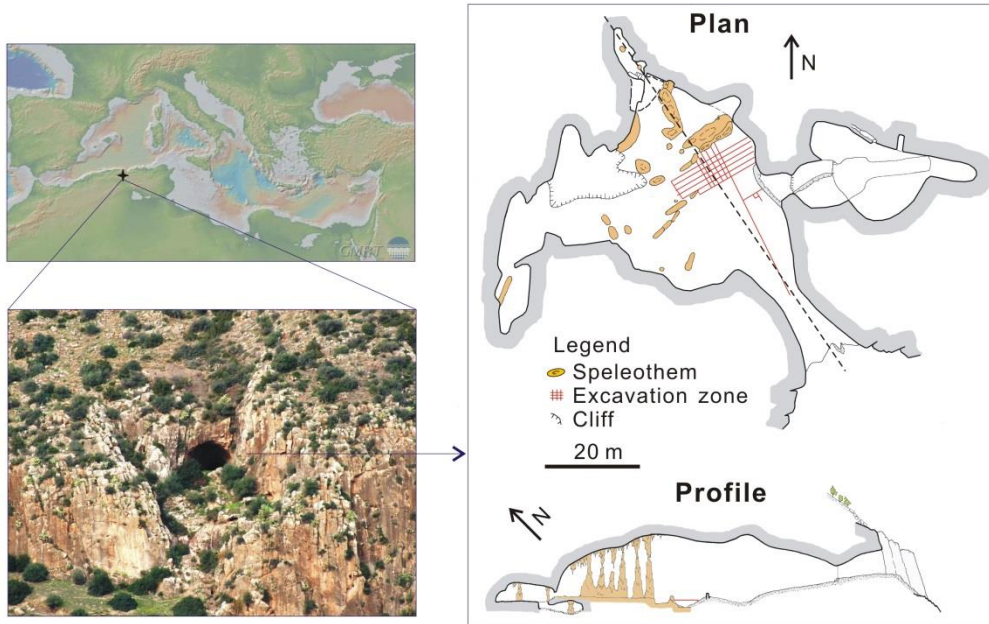 Plan
N
GMRT
Legend
Speleothem
Excavation zone
Cliff
20 m
Profile
N